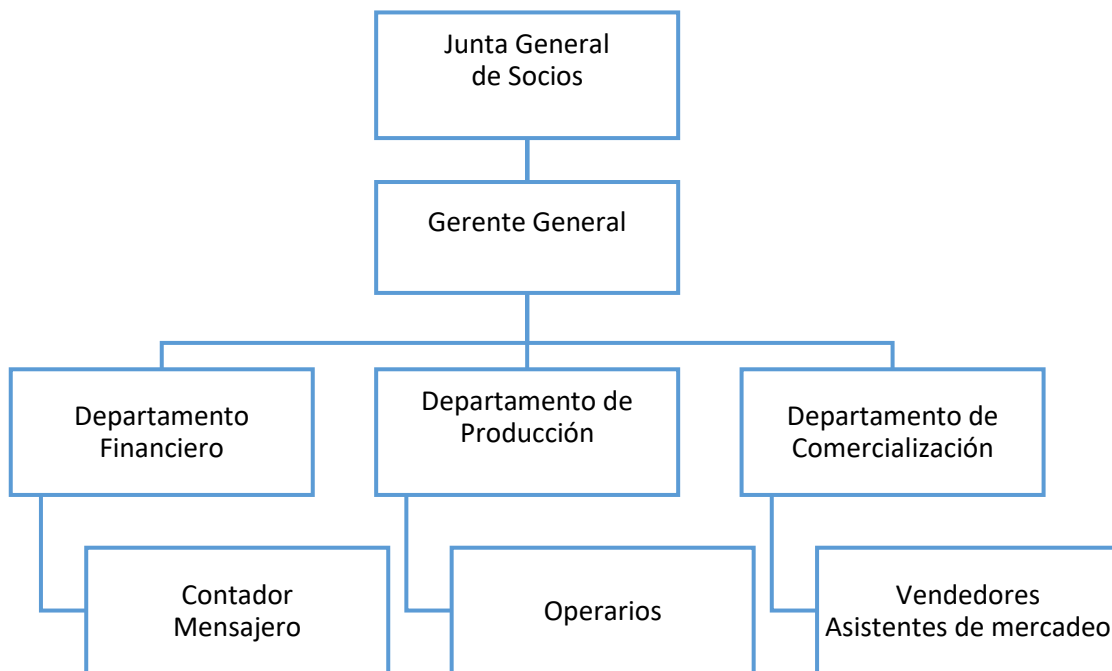 Junta General
de Socios
Gerente General
Departamento
Financiero
Departamento de
Producción
Departamento de
Comercialización
Contador
Mensajero
Operarios
Vendedores
Asistentes de mercadeo